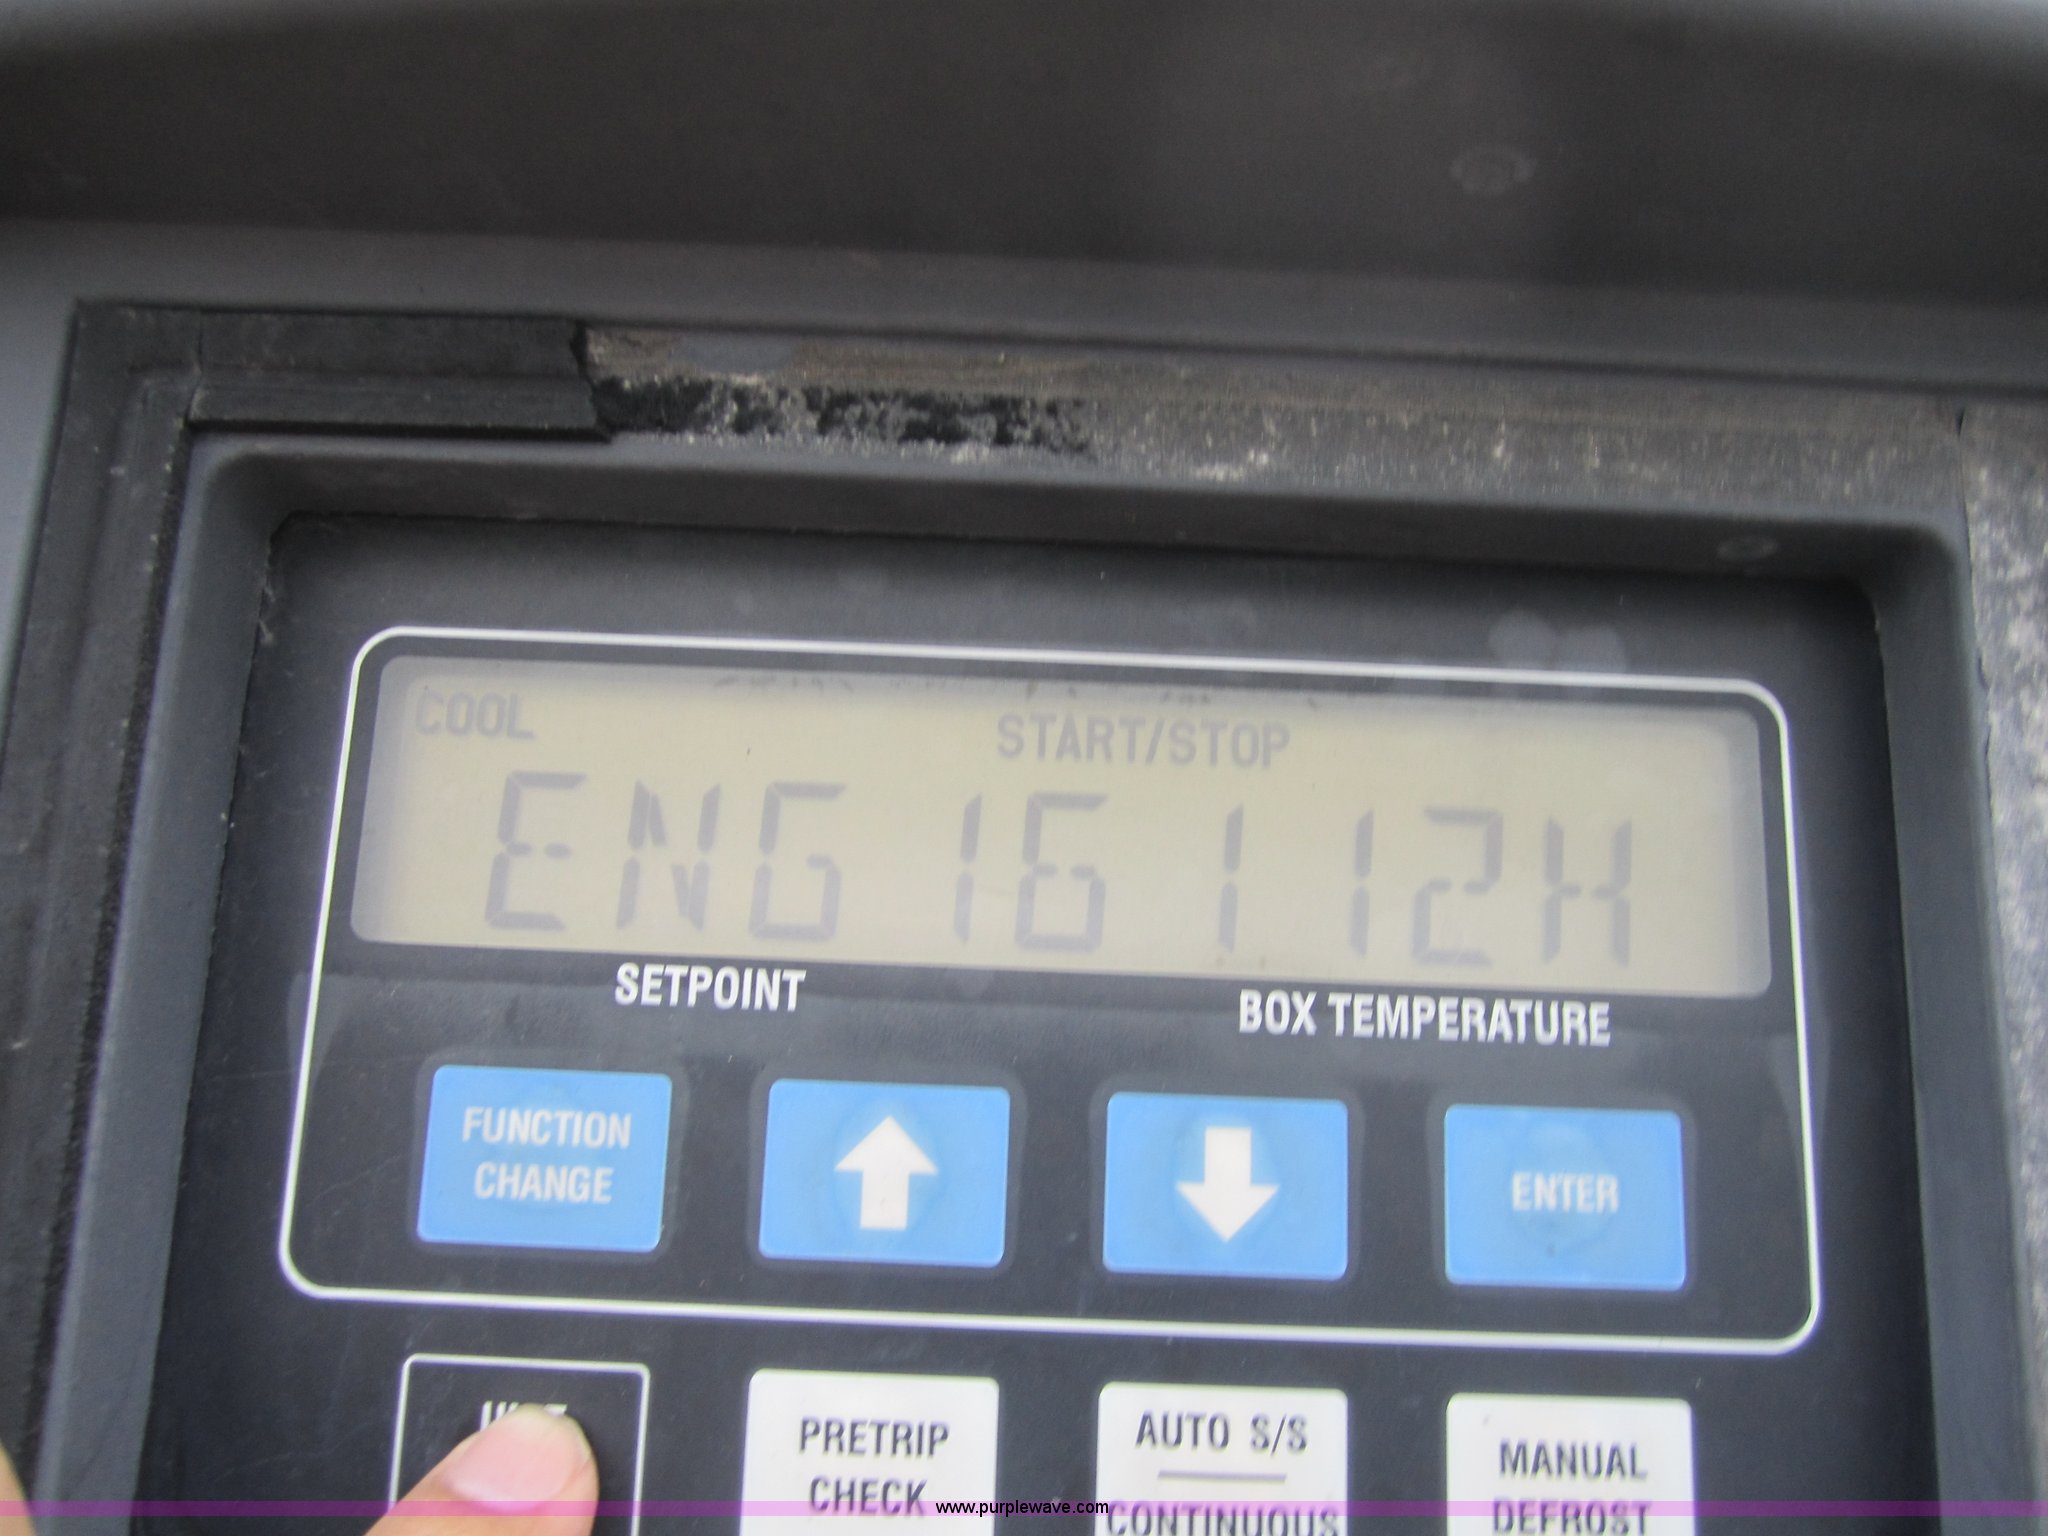 COOL START/STOP
ENG 16112H
SETPOINT BOX TEMPERATURE
FUNCTION
CHANGE
ENTER
PRETRIP
CHECK
AUTO S/S
CONTINUOUS
MANUAL
DEFROST
www.purplewave.com